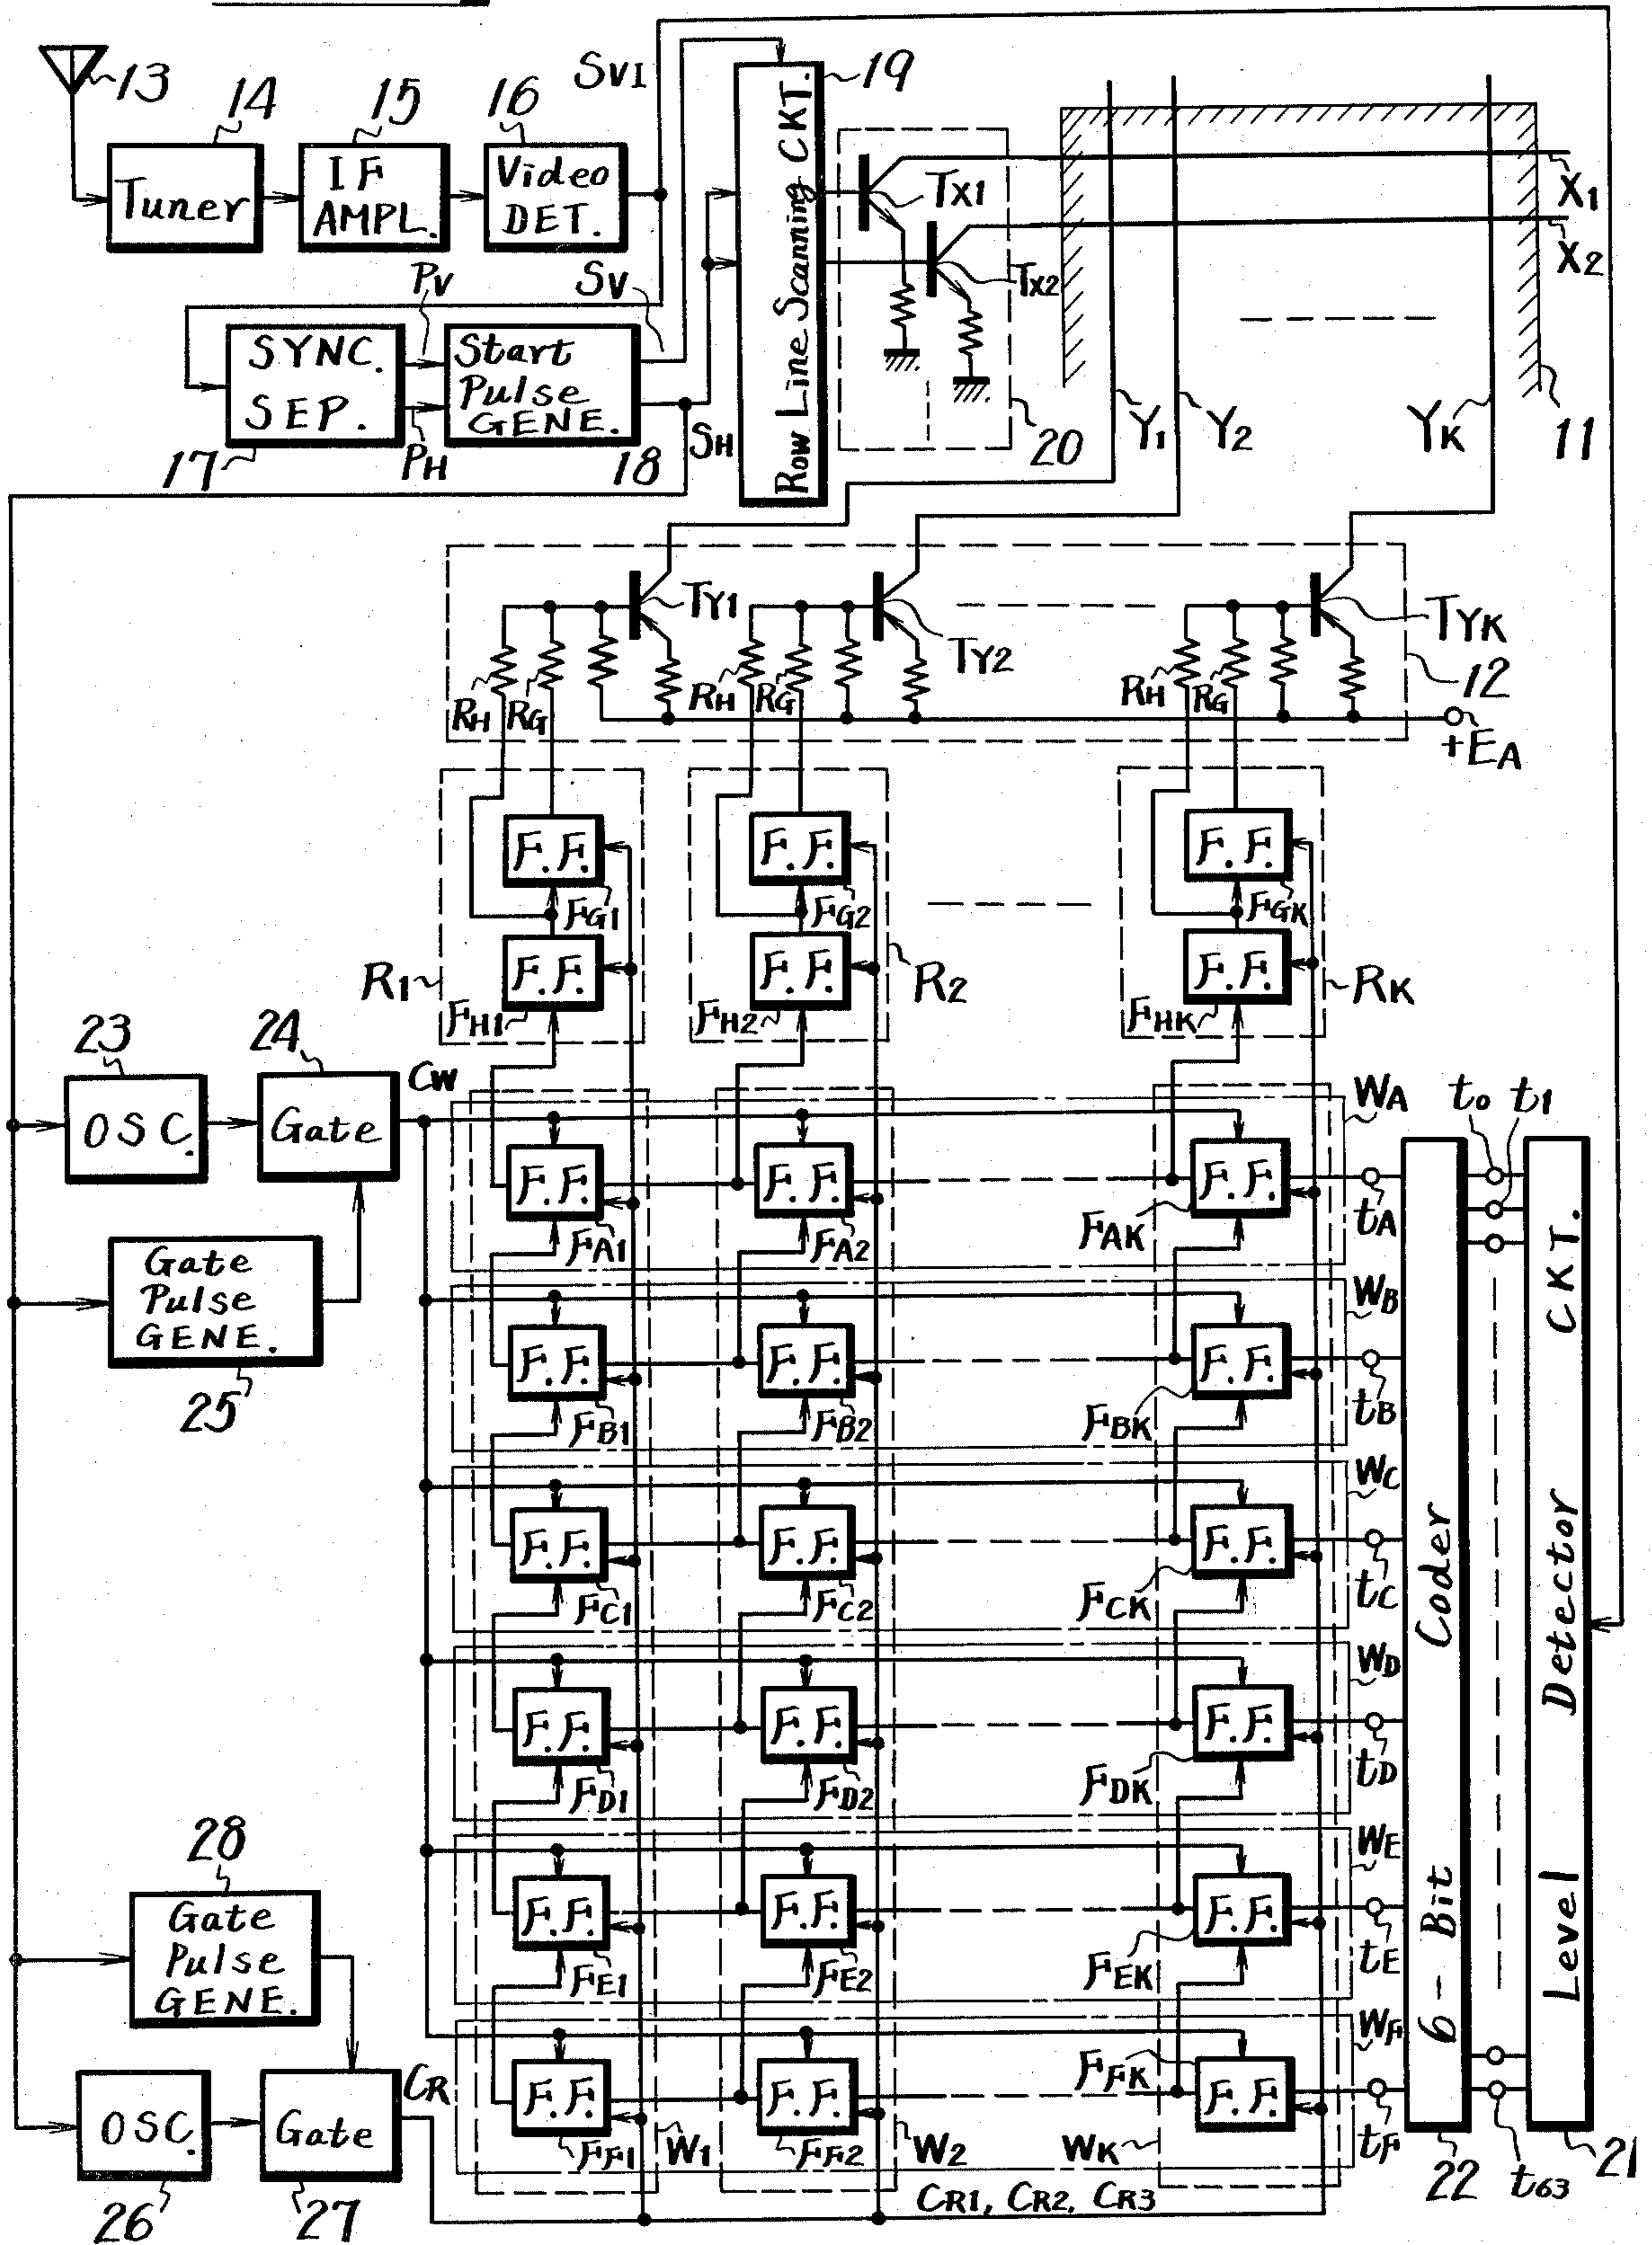 13
14
15
16
SVI
19
Tuner
IF
AMPL.
Video
DET.
Row Line Scanning CKT.
TX1
TX2
X1
X2
PV
SV
SYNC.
SEP.
Start
Pulse
GENE.
17
PH
18
SH
20
Y1
Y2
YK
11
TY1
TY2
TYK
12
RH
RG
RH
RG
RH
RG
+EA
F.F.
F.F.
F.F.
FG1
FG2
FGK
F.F.
F.F.
F.F.
R1
R2
RK
FH1
FH2
FHK
23
24
CW
OSC.
Gate
WA
t0
t1
F.F.
F.F.
F.F.
tA
FA1
FA2
FAK
Gate
Pulse
GENE.
25
WB
F.F.
F.F.
F.F.
tB
FB1
FB2
FBK
WC
F.F.
F.F.
F.F.
tC
FC1
FC2
FCK
WD
F.F.
F.F.
F.F.
tD
FD1
FD2
FDK
28
Gate
Pulse
GENE.
WE
F.F.
F.F.
F.F.
tE
FE1
FE2
FEK
WF
FFK
F.F.
F.F.
F.F.
tF
FF1
FF2
W1
W2
WK
OSC.
Gate
CR
26
27
CR1, CR2, CR3
6-Bit Coder
Level Detector CKT.
22
t63
21